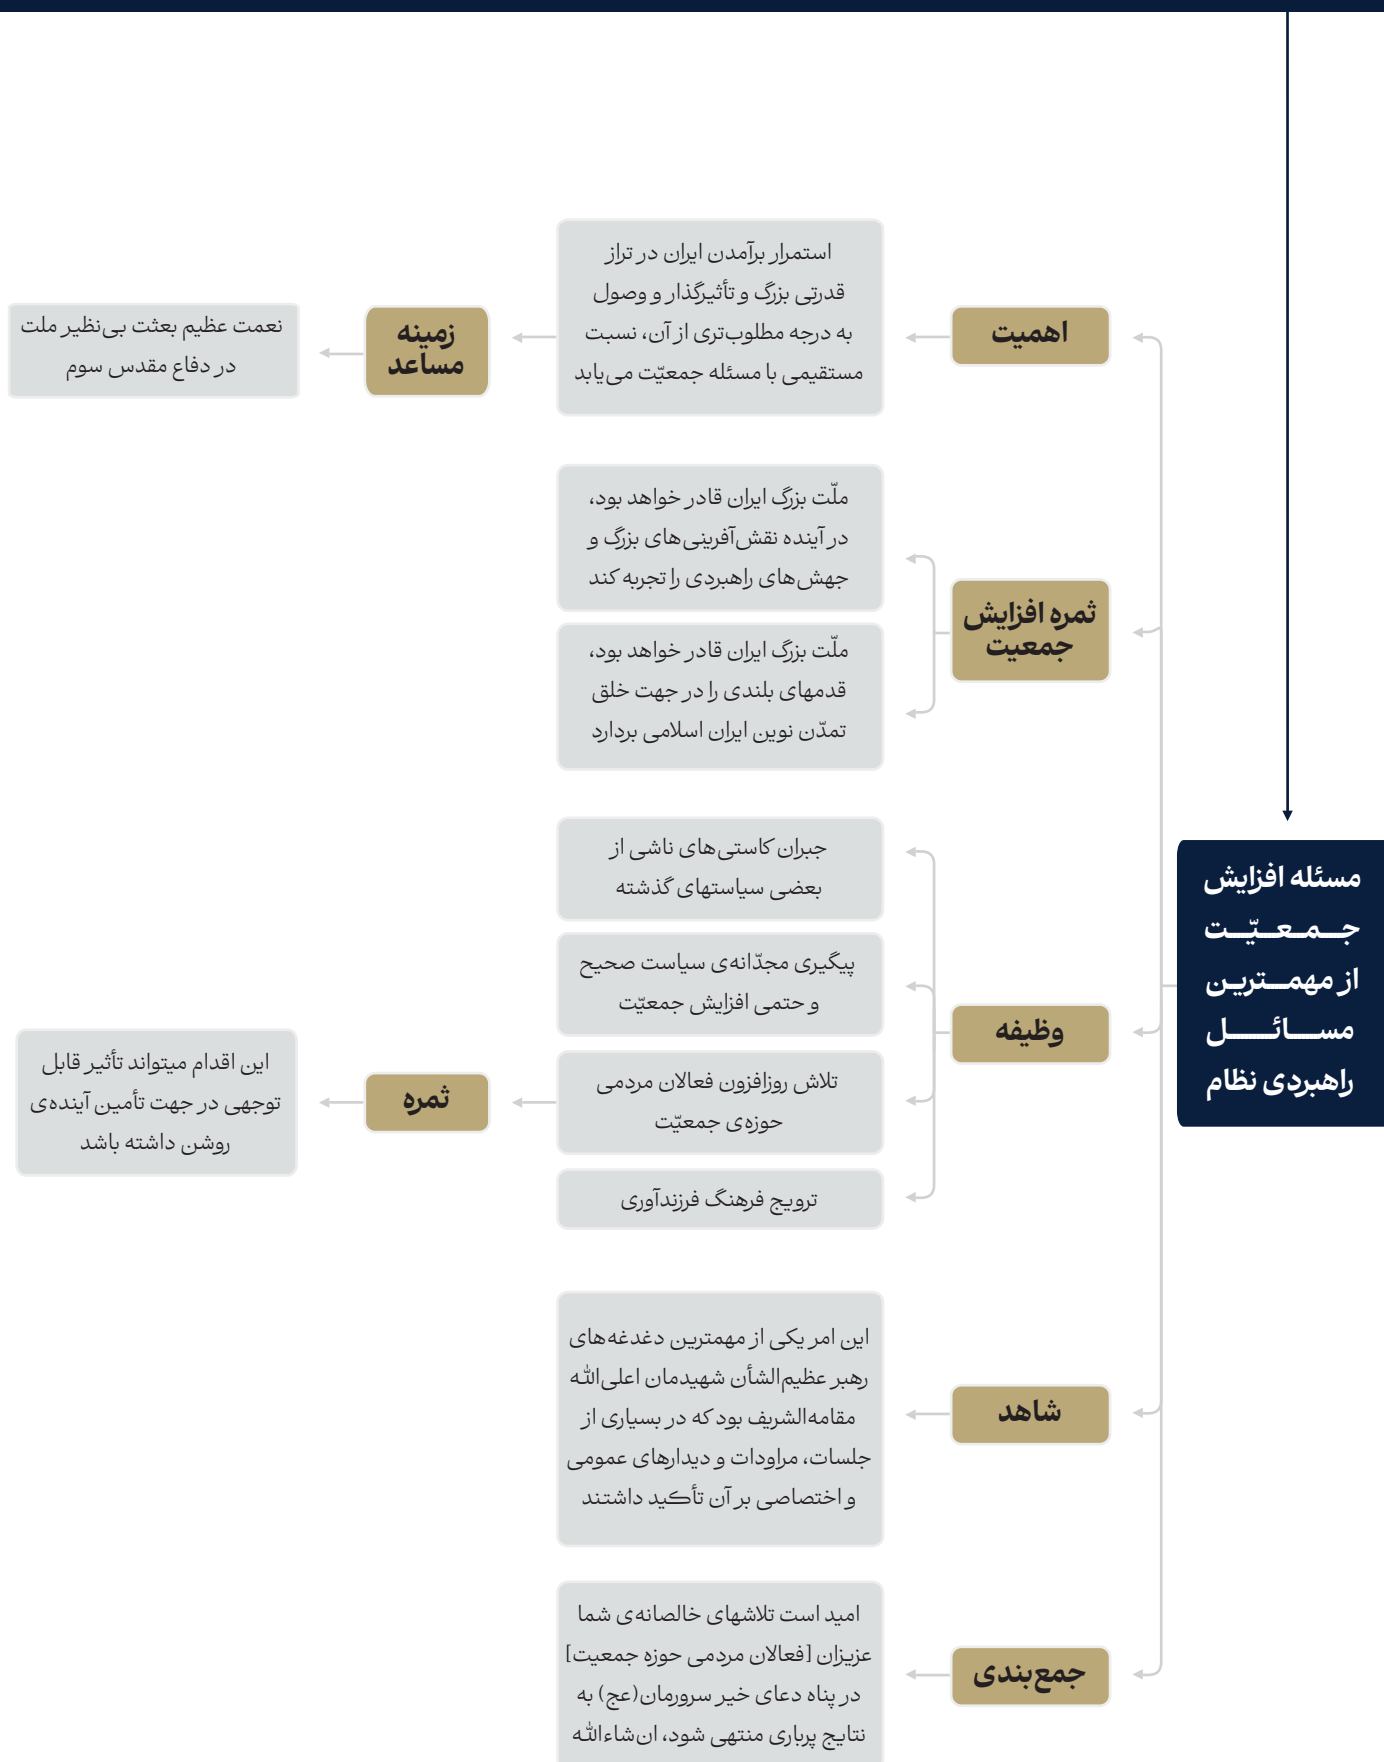 مسئله افزایش
جمعیّت
از مهمترین
مسائل
راهبردی نظام
اهمیت
استمرار برآمدن ایران در تراز
قدرتی بزرگ و تأثیرگذار و وصول
به درجه مطلوب‌تری از آن، نسبت
مستقیمی با مسئله جمعیّت می‌یابد
زمینه
مساعد
نعمت عظیم بعثت بی‌نظیر ملت
در دفاع مقدس سوم
ثمره افزایش
جمعیت
ملّت بزرگ ایران قادر خواهد بود،
در آینده نقش‌آفرینی‌های بزرگ و
جهش‌های راهبردی را تجربه کند
ملّت بزرگ ایران قادر خواهد بود،
قدمهای بلندی را در جهت خلق
تمدّن نوین ایران اسلامی بردارد
وظیفه
جبران کاستی‌های ناشی از
بعضی سیاستهای گذشته
پیگیری مجدّانه‌ی سیاست صحیح
و حتمی افزایش جمعیّت
تلاش روزافزون فعالان مردمی
حوزه‌ی جمعیّت
ثمره
این اقدام میتواند تأثیر قابل
توجهی در جهت تأمین آینده‌ی
روشن داشته باشد
ترویج فرهنگ فرزندآوری
شاهد
این امر یکی از مهمترین دغدغه‌های
رهبر عظیم‌الشأن شهیدمان اعلی‌الله
مقامه‌الشریف بود که در بسیاری از
جلسات، مراودات و دیدارهای عمومی
و اختصاصی بر آن تأکید داشتند
جمع‌بندی
امید است تلاشهای خالصانه‌ی شما
عزیزان [فعالان مردمی حوزه جمعیت]
در پناه دعای خیر سرورمان(عج) به
نتایج پرباری منتهی شود، ان‌شاءالله